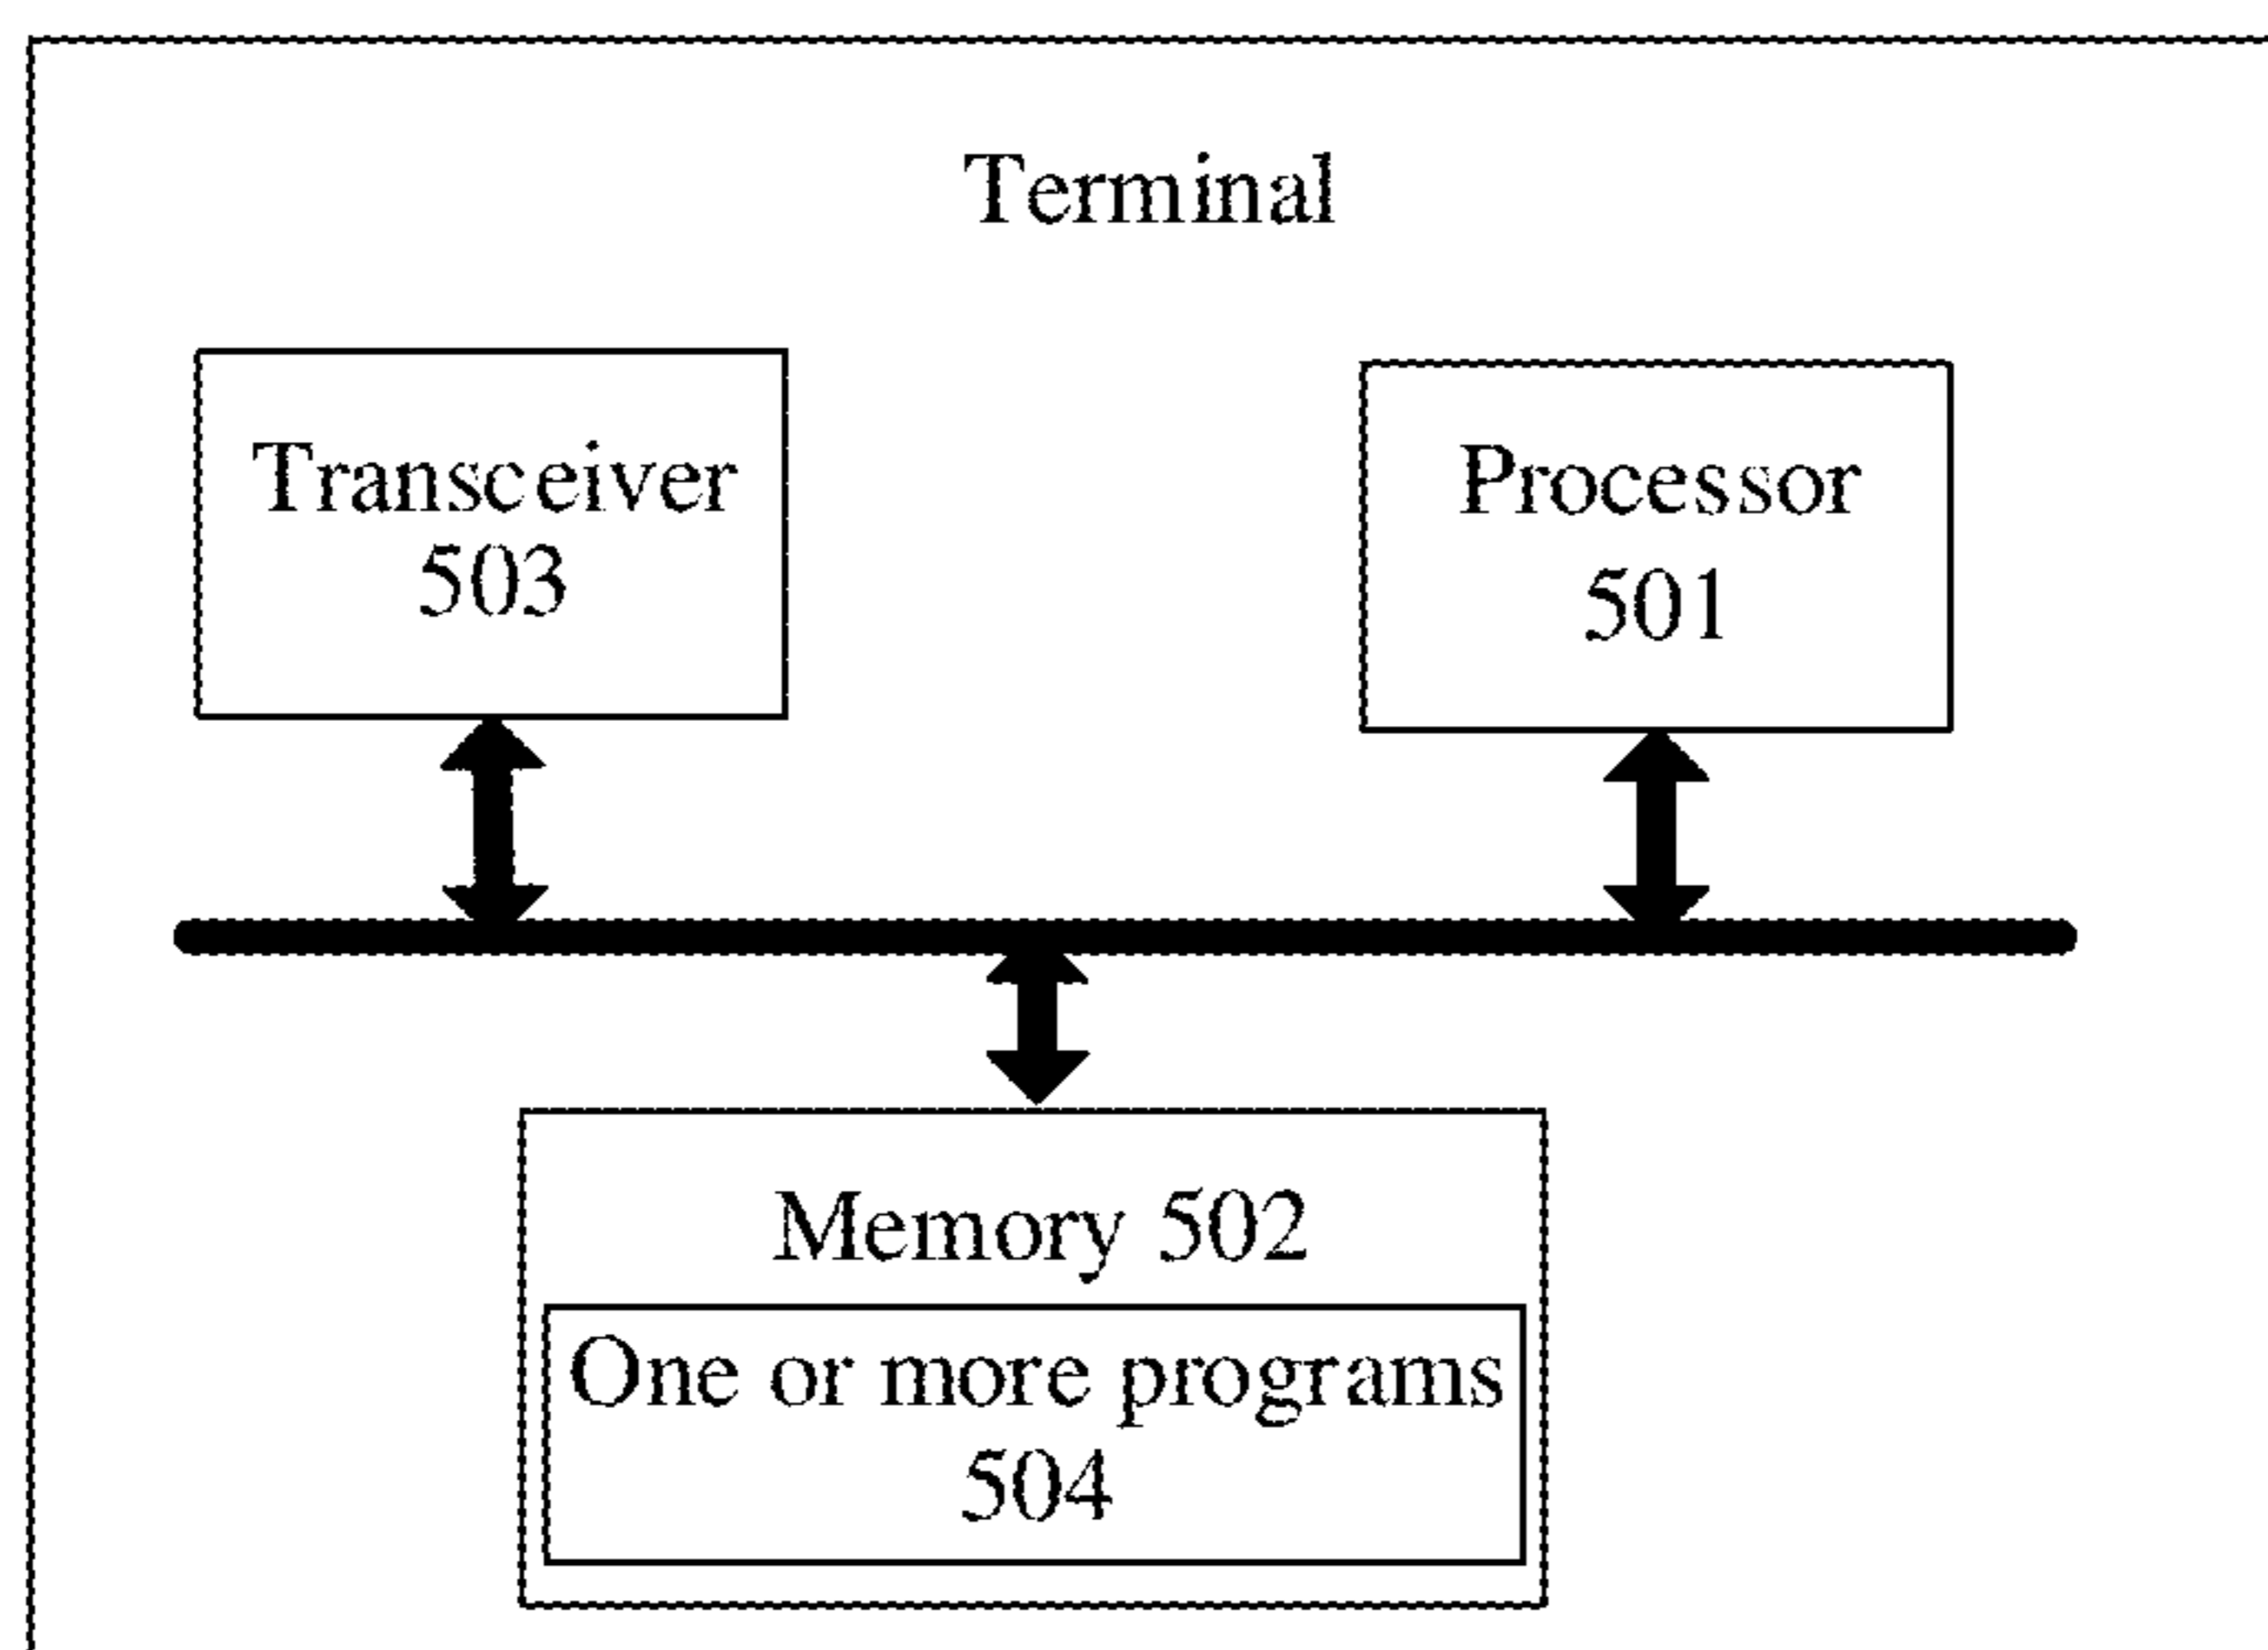 Terminal
Transceiver
503
Processor
501
Memory 502
One or more programs
504